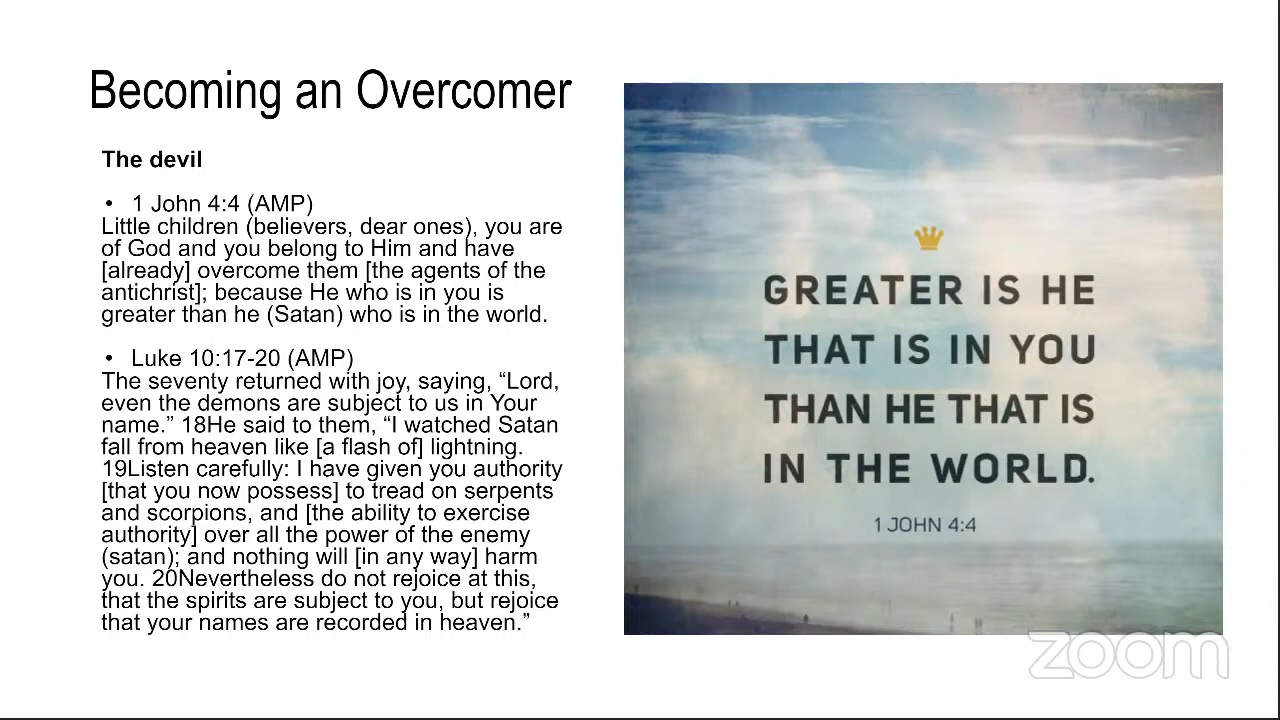 Becoming an Overcomer
The devil
• 1 John 4:4 (AMP)
Little children (believers, dear ones), you are
of God and you belong to Him and have
[already] overcome them [the agents of the
antichrist]; because He who is in you is
greater than he (Satan) who is in the world.
• Luke 10:17-20 (AMP)
The seventy returned with joy, saying, “Lord,
even the demons are subject to us in Your
name.” 18He said to them, “I watched Satan
fall from heaven like [a flash of] lightning.
19Listen carefully: I have given you authority
[that you now possess] to tread on serpents
and scorpions, and [the ability to exercise
authority] over all the power of the enemy
(satan); and nothing will [in any way] harm
you. 20Nevertheless do not rejoice at this,
that the spirits are subject to you, but rejoice
that your names are recorded in heaven.”
GREATER IS HE
THAT IS IN YOU
THAN HE THAT IS
IN THE WORLD.
1 JOHN 4:4
zoom